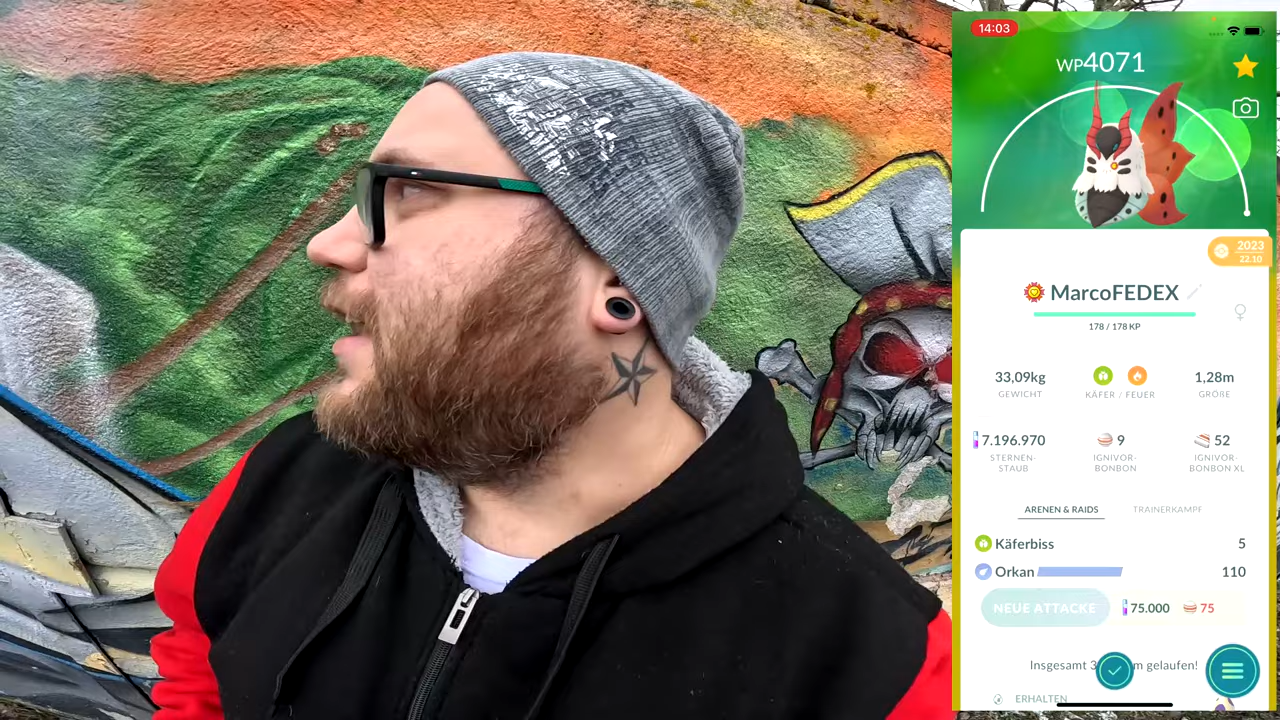 14:03
WP4071
2023
22.10
MarcoFEDEX
178 / 178 KP
33,09kg
GEWICHT
KÄFER / FEUER
1,28m
GRÖßE
7.196.970
STERNEN-
STAUB
9
IGNIVOR-
BONBON
52
IGNIVOR-
BONBON XL
ARENEN & RAIDS
TRAINERKAMPF
Käferbiss
5
Orkan
110
NEUE ATTACKE
75.000
75
Insgesamt 3
m gelaufen!
ERHALTEN